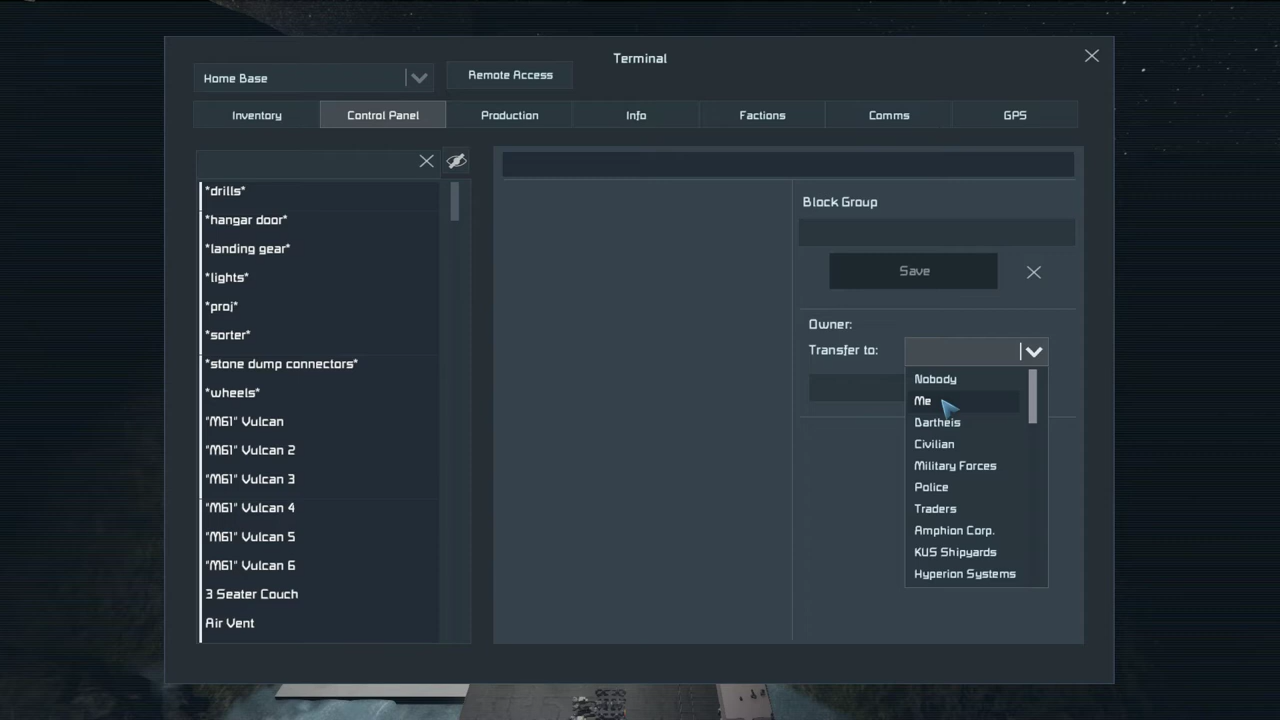 Terminal
Home Base
Remote Access
Inventory
Control Panel
Production
Info
Factions
Comms
GPS
*drills*
*hangar door*
*landing gear*
*lights*
*proj*
*sorter*
*stone dump connectors*
*wheels*
"M61" Vulcan
"M61" Vulcan 2
"M61" Vulcan 3
"M61" Vulcan 4
"M61" Vulcan 5
"M61" Vulcan 6
3 Seater Couch
Air Vent
Block Group
Save
Owner:
Transfer to:
Nobody
Me
Bartheis
Civilian
Military Forces
Police
Traders
Amphion Corp.
KUS Shipyards
Hyperion Systems